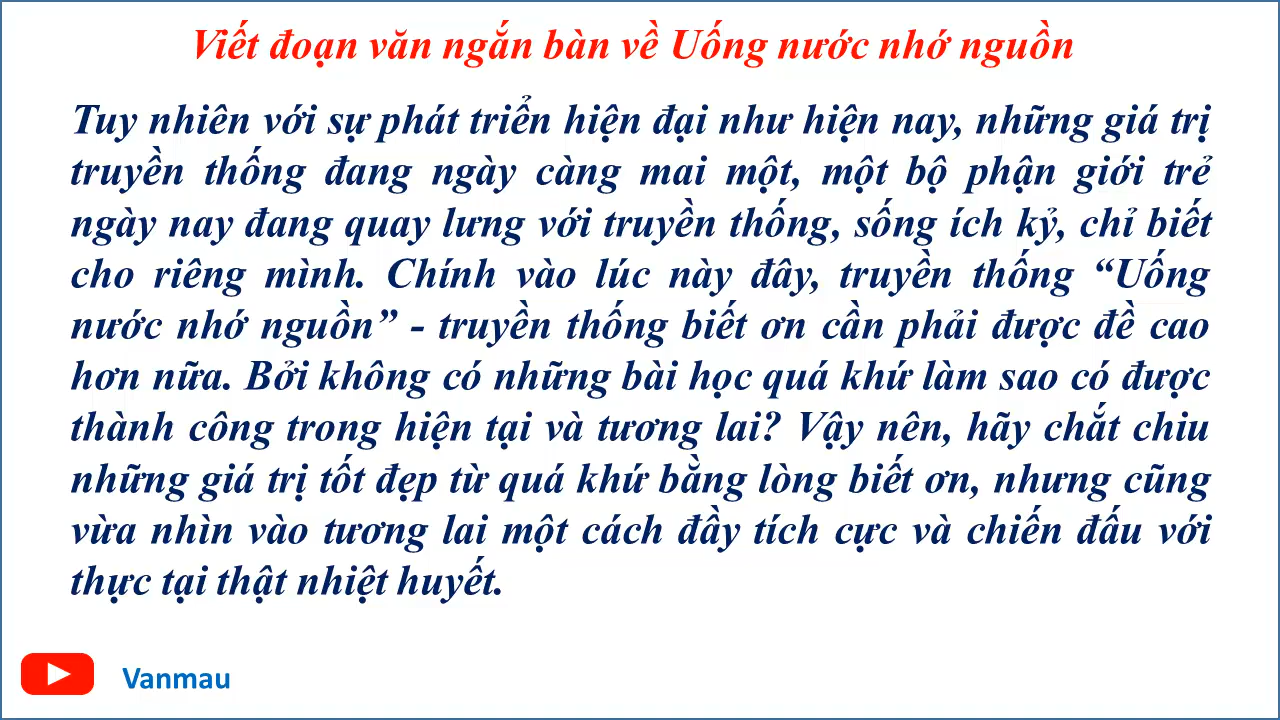 Viết đoạn văn ngắn bàn về Uống nước nhớ nguồn
Tuy nhiên với sự phát triển hiện đại như hiện nay, những giá trị
truyền thống đang ngày càng mai một, một bộ phận giới trẻ
ngày nay đang quay lưng với truyền thống, sống ích kỷ, chỉ biết
cho riêng mình. Chính vào lúc này đây, truyền thống “Uống
nước nhớ nguồn” - truyền thống biết ơn cần phải được đề cao
hơn nữa. Bởi không có những bài học quá khứ làm sao có được
thành công trong hiện tại và tương lai? Vậy nên, hãy chắt chiu
những giá trị tốt đẹp từ quá khứ bằng lòng biết ơn, nhưng cũng
vừa nhìn vào tương lai một cách đầy tích cực và chiến đấu với
thực tại thật nhiệt huyết.
Vanmau